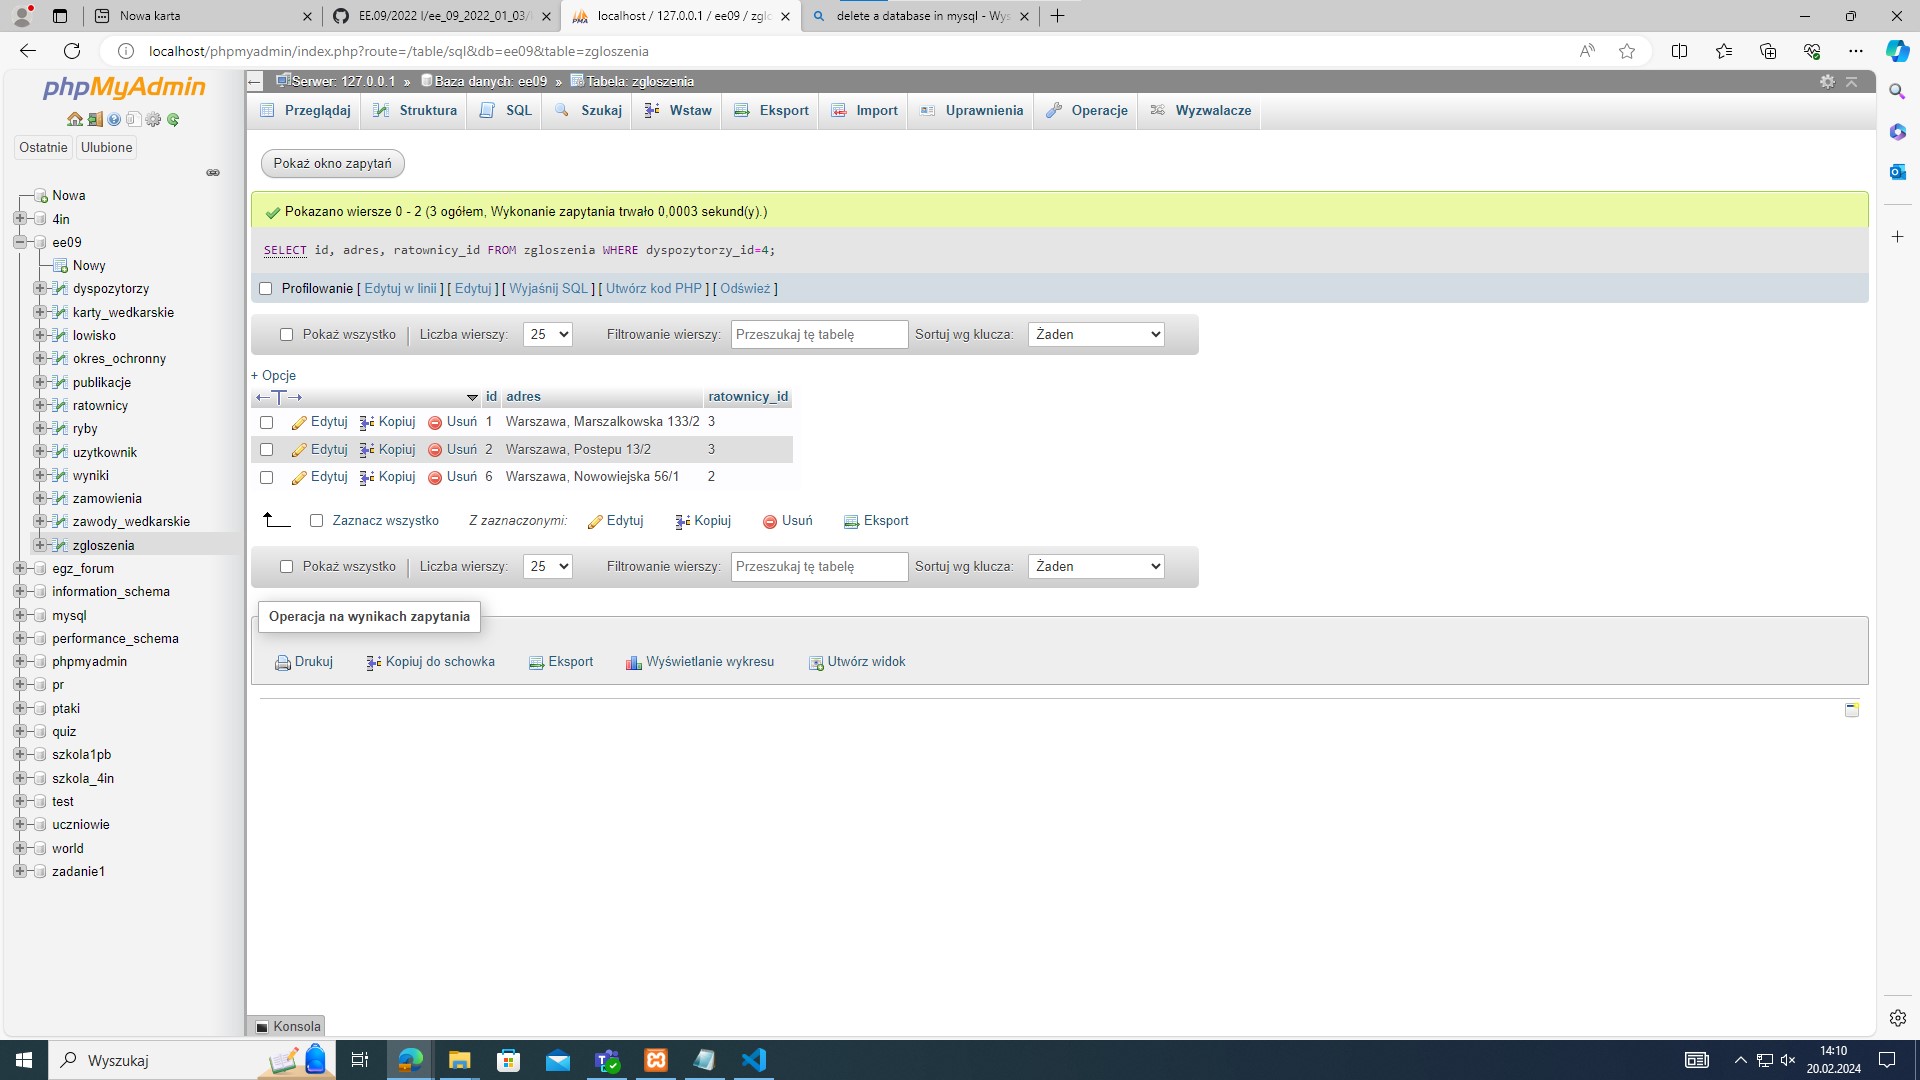 Nowa karta
EE.09/2022 I/ee_09_2022_01_03/
localhost / 127.0.0.1 / ee09 / zglo
delete a database in mysql - Wys
localhost/phpmyadmin/index.php?route=/table/sql&db=ee09&table=zgloszenia
phpMyAdmin
Ostatnie
Ulubione
Nowa
4in
ee09
Nowy
dyspozytorzy
karty_wedkarskie
lowisko
okres_ochronny
publikacje
ratownicy
ryby
uzytkownik
wyniki
zamowienia
zawody_wedkarskie
zgloszenia
egz_forum
information_schema
mysql
performance_schema
phpmyadmin
pr
ptaki
quiz
szkola1pb
szkola_4in
test
uczniowie
world
zadanie1
Serwer: 127.0.0.1 » Baza danych: ee09 » Tabela: zgloszenia
Przeglądaj Struktura SQL Szukaj Wstaw Eksport Import Uprawnienia Operacje Wyzwalacze
Pokaż okno zapytań
Pokazano wiersze 0 - 2 (3 ogółem, Wykonanie zapytania trwało 0,0003 sekund(y).)
SELECT id, adres, ratownicy_id FROM zgloszenia WHERE dyspozytorzy_id=4;
Profilowanie [ Edytuj w linii ] [ Edytuj ] [ Wyjaśnij SQL ] [ Utwórz kod PHP ] [ Odśwież ]
Pokaż wszystko | Liczba wierszy: 25 Filtrowanie wierszy: Przeszukaj tę tabelę Sortuj wg klucza: Żaden
+ Opcje
←T→ id adres ratownicy_id
Edytuj Kopiuj Usuń 1 Warszawa, Marszalkowska 133/2 3
Edytuj Kopiuj Usuń 2 Warszawa, Postepu 13/2 3
Edytuj Kopiuj Usuń 6 Warszawa, Nowowiejska 56/1 2
Zaznacz wszystko Z zaznaczonymi: Edytuj Kopiuj Usuń Eksport
Pokaż wszystko | Liczba wierszy: 25 Filtrowanie wierszy: Przeszukaj tę tabelę Sortuj wg klucza: Żaden
Operacja na wynikach zapytania
Drukuj Kopiuj do schowka Eksport Wyświetlanie wykresu Utwórz widok
Konsola
Wyszukaj
14:10
20.02.2024